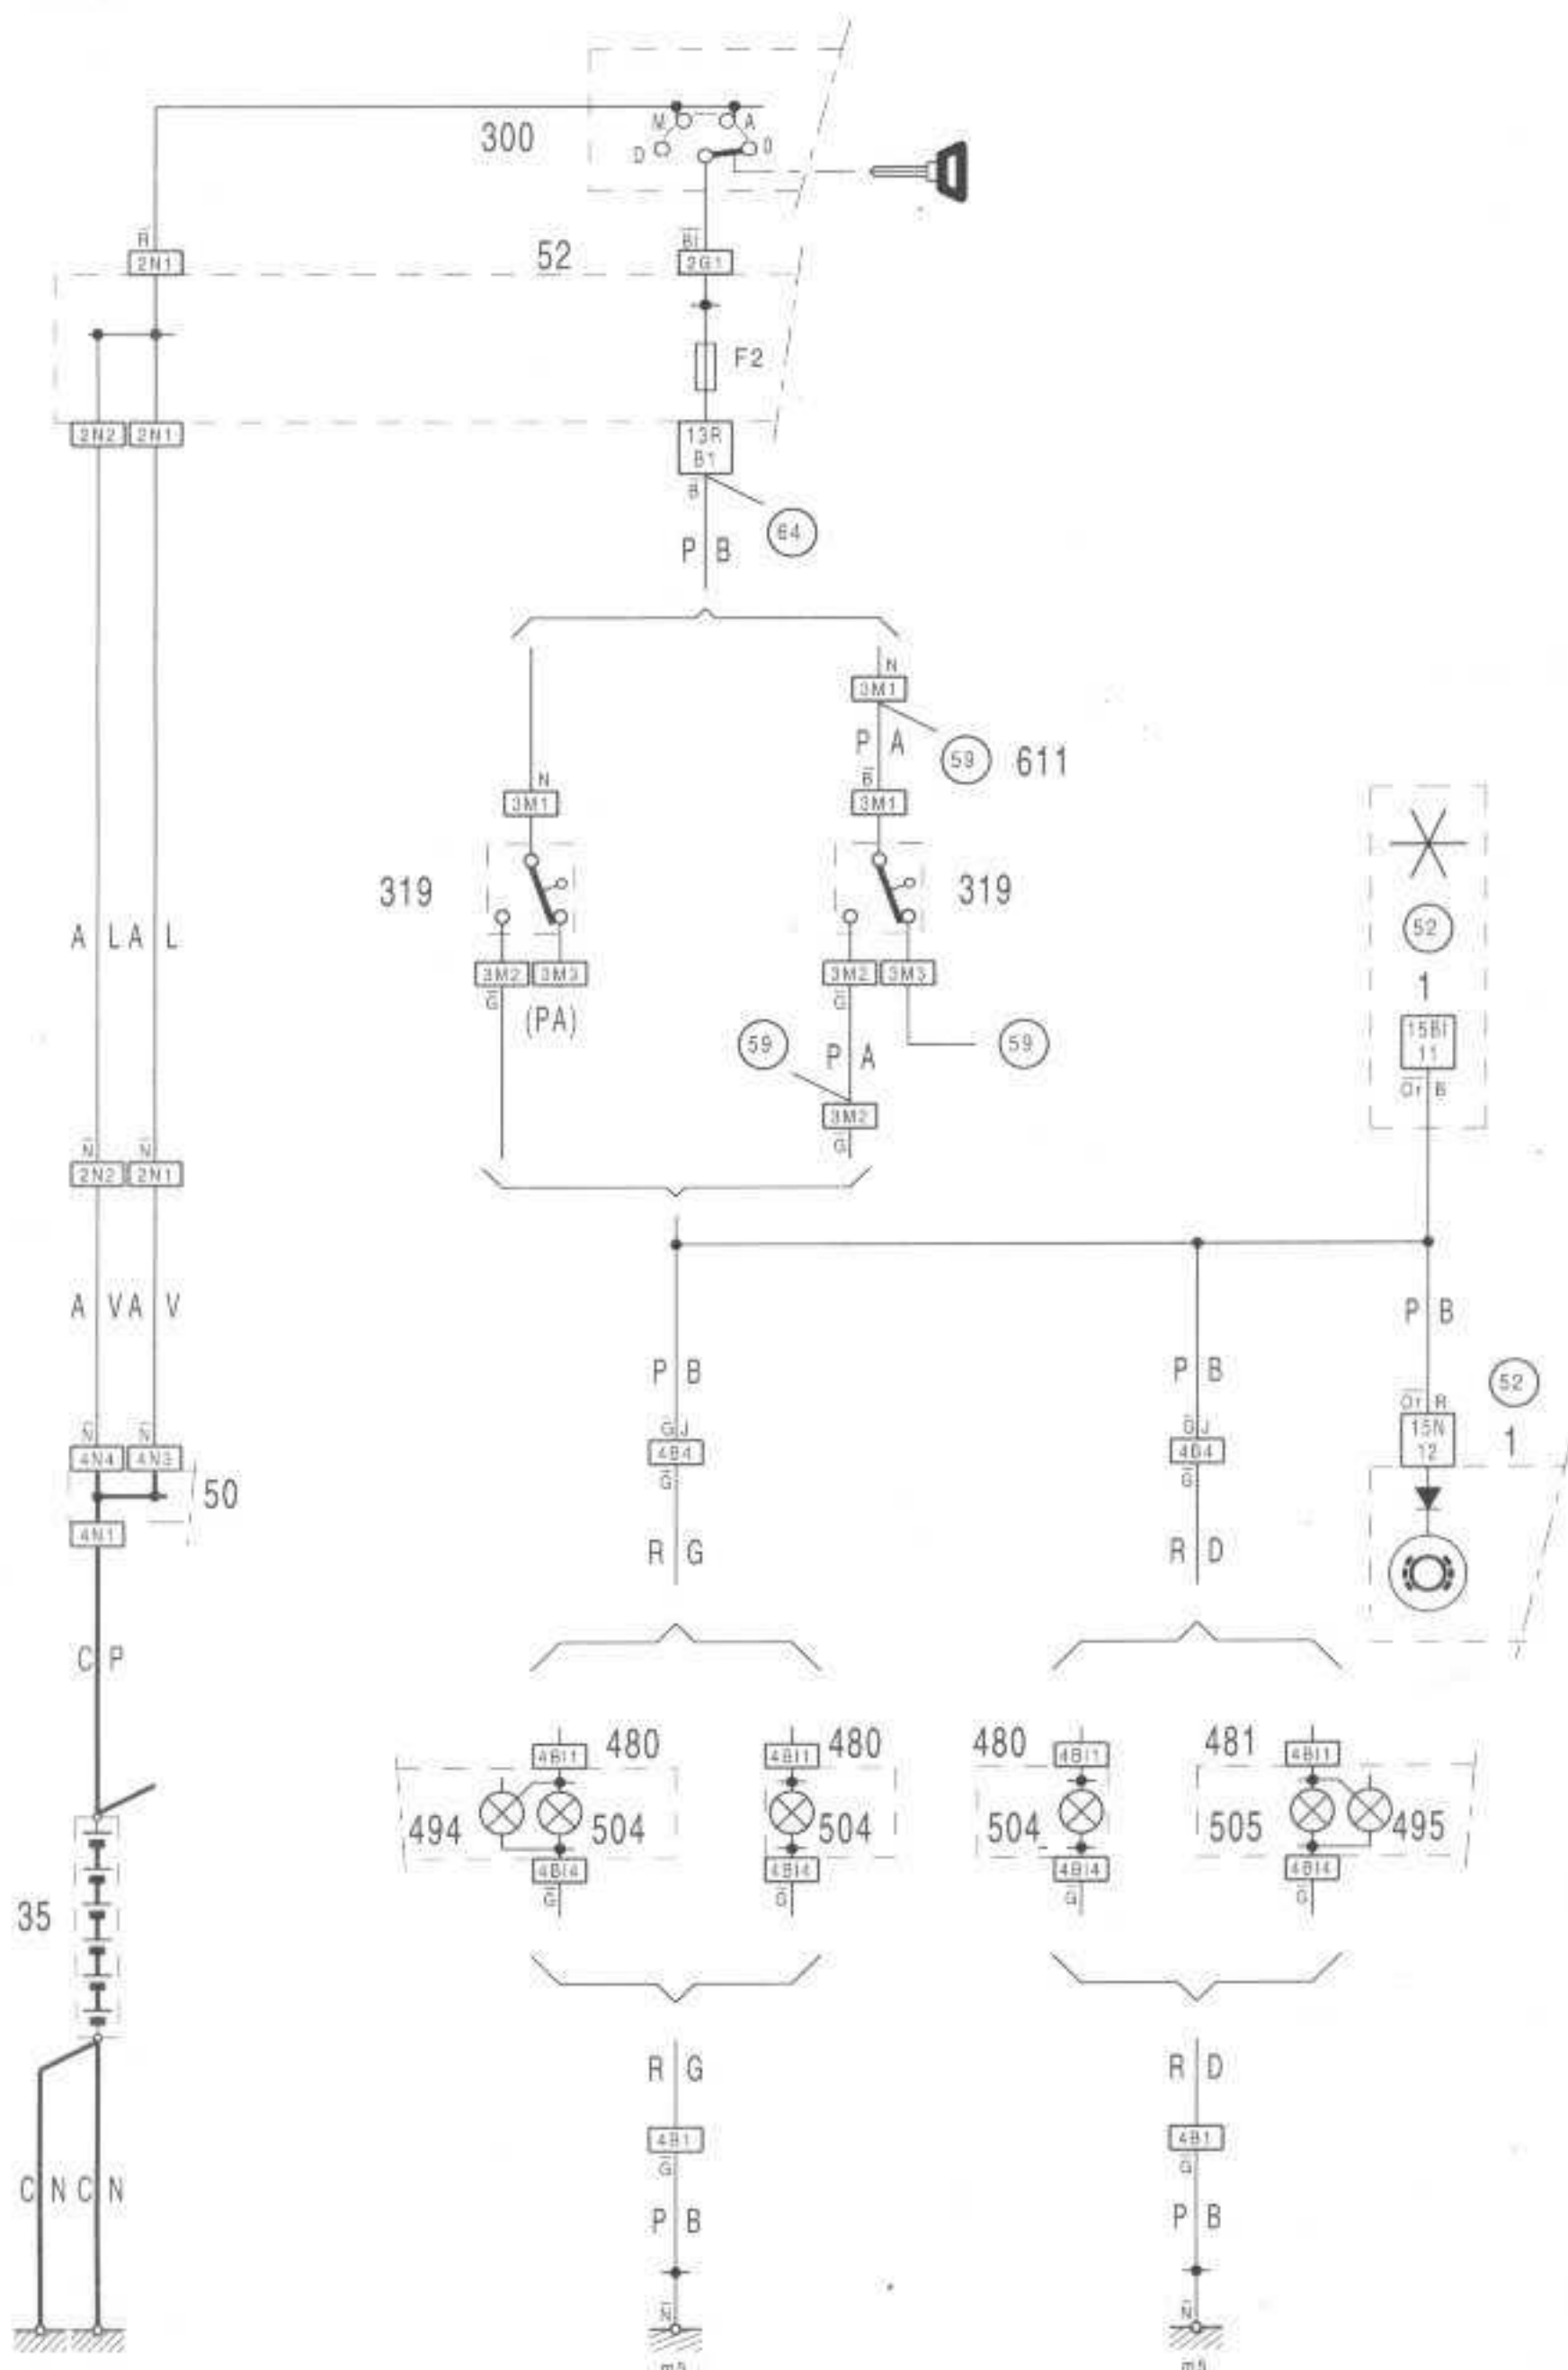 M A
300
D 0
R
Bl
52
2N1
2G1
F2
2N2 2N1
13R
B1
B
64
P B
N
3M1
P A
59 611
N
B
3M1
3M1
319
319
52
A L A L
3M2 3M3
3M2 3M3
1
G
G
(PA)
15Bl
11
59
P A
59
Or B
3M2
G
N N
2N2 2N1
A V A V
P B
P B
P B
52
N N
G J
G J
Or R
4N4 4N3
4B4
4B4
15N
12
1
G
G
50
4N1
R G
R D
C P
480
480
480
481
4Bl1
4Bl1
4Bl1
4Bl1
494 504
504
504
505 495
4Bl4
4Bl4
4Bl4
4Bl4
G
G
G
G
35
R G
R D
4B1
4B1
G
G
C N C N
P B
P B
N
N
m5